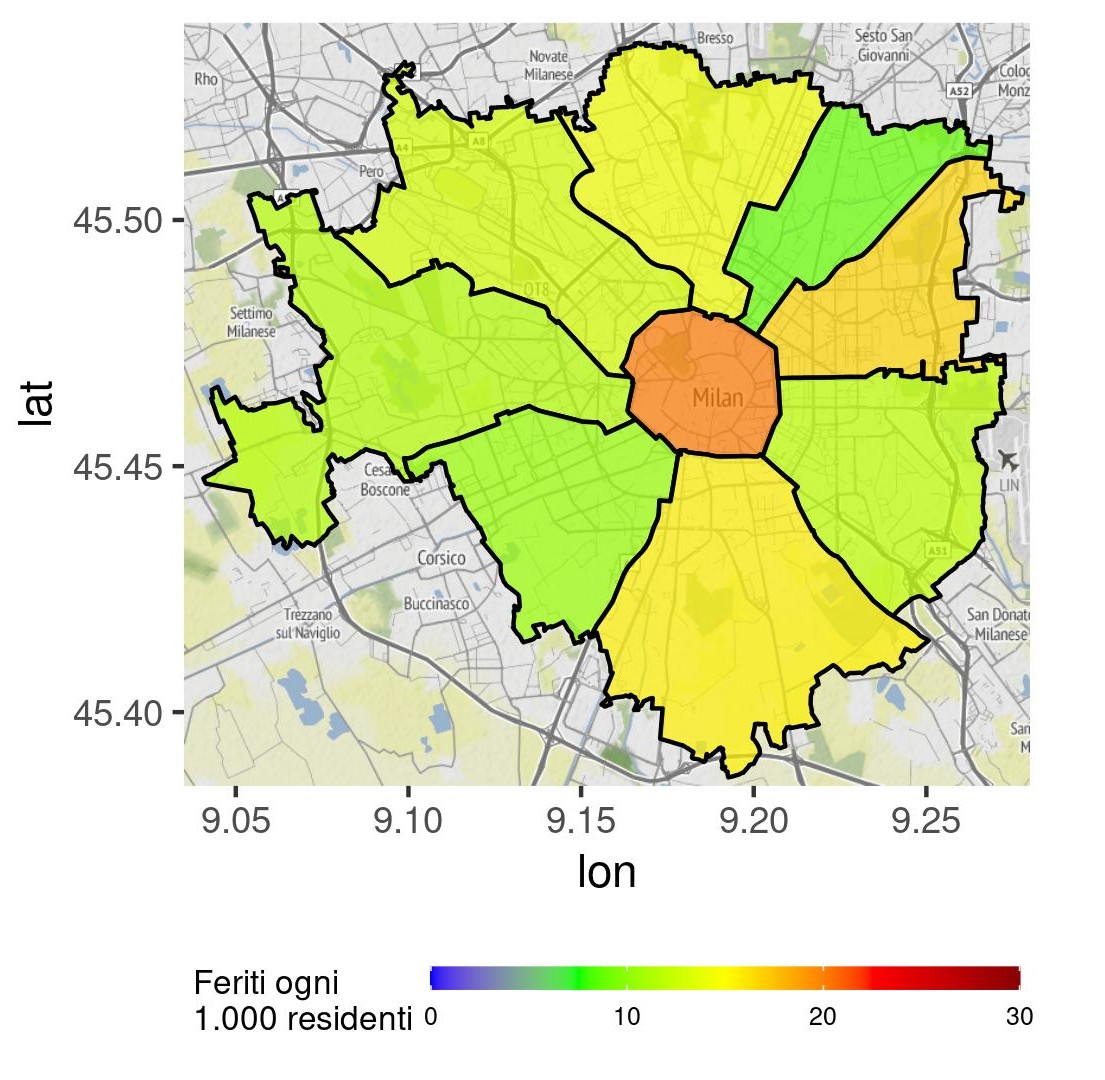 Bresso
Sesto San
Giovanni
Novate
Milanese
Rho
Coloc
Monz
A52
A8
A4
Pero
45.50
QT8
Settimo
Milanese
lat
Milan
45.45
Cesa
Boscone
LIN
A51
Corsico
Buccinasco
Trezzano
sul Naviglio
San Donato
Milanese
45.40
San
M
9.05
9.10
9.15
9.20
9.25
lon
Feriti ogni
1.000 residenti
0
10
20
30